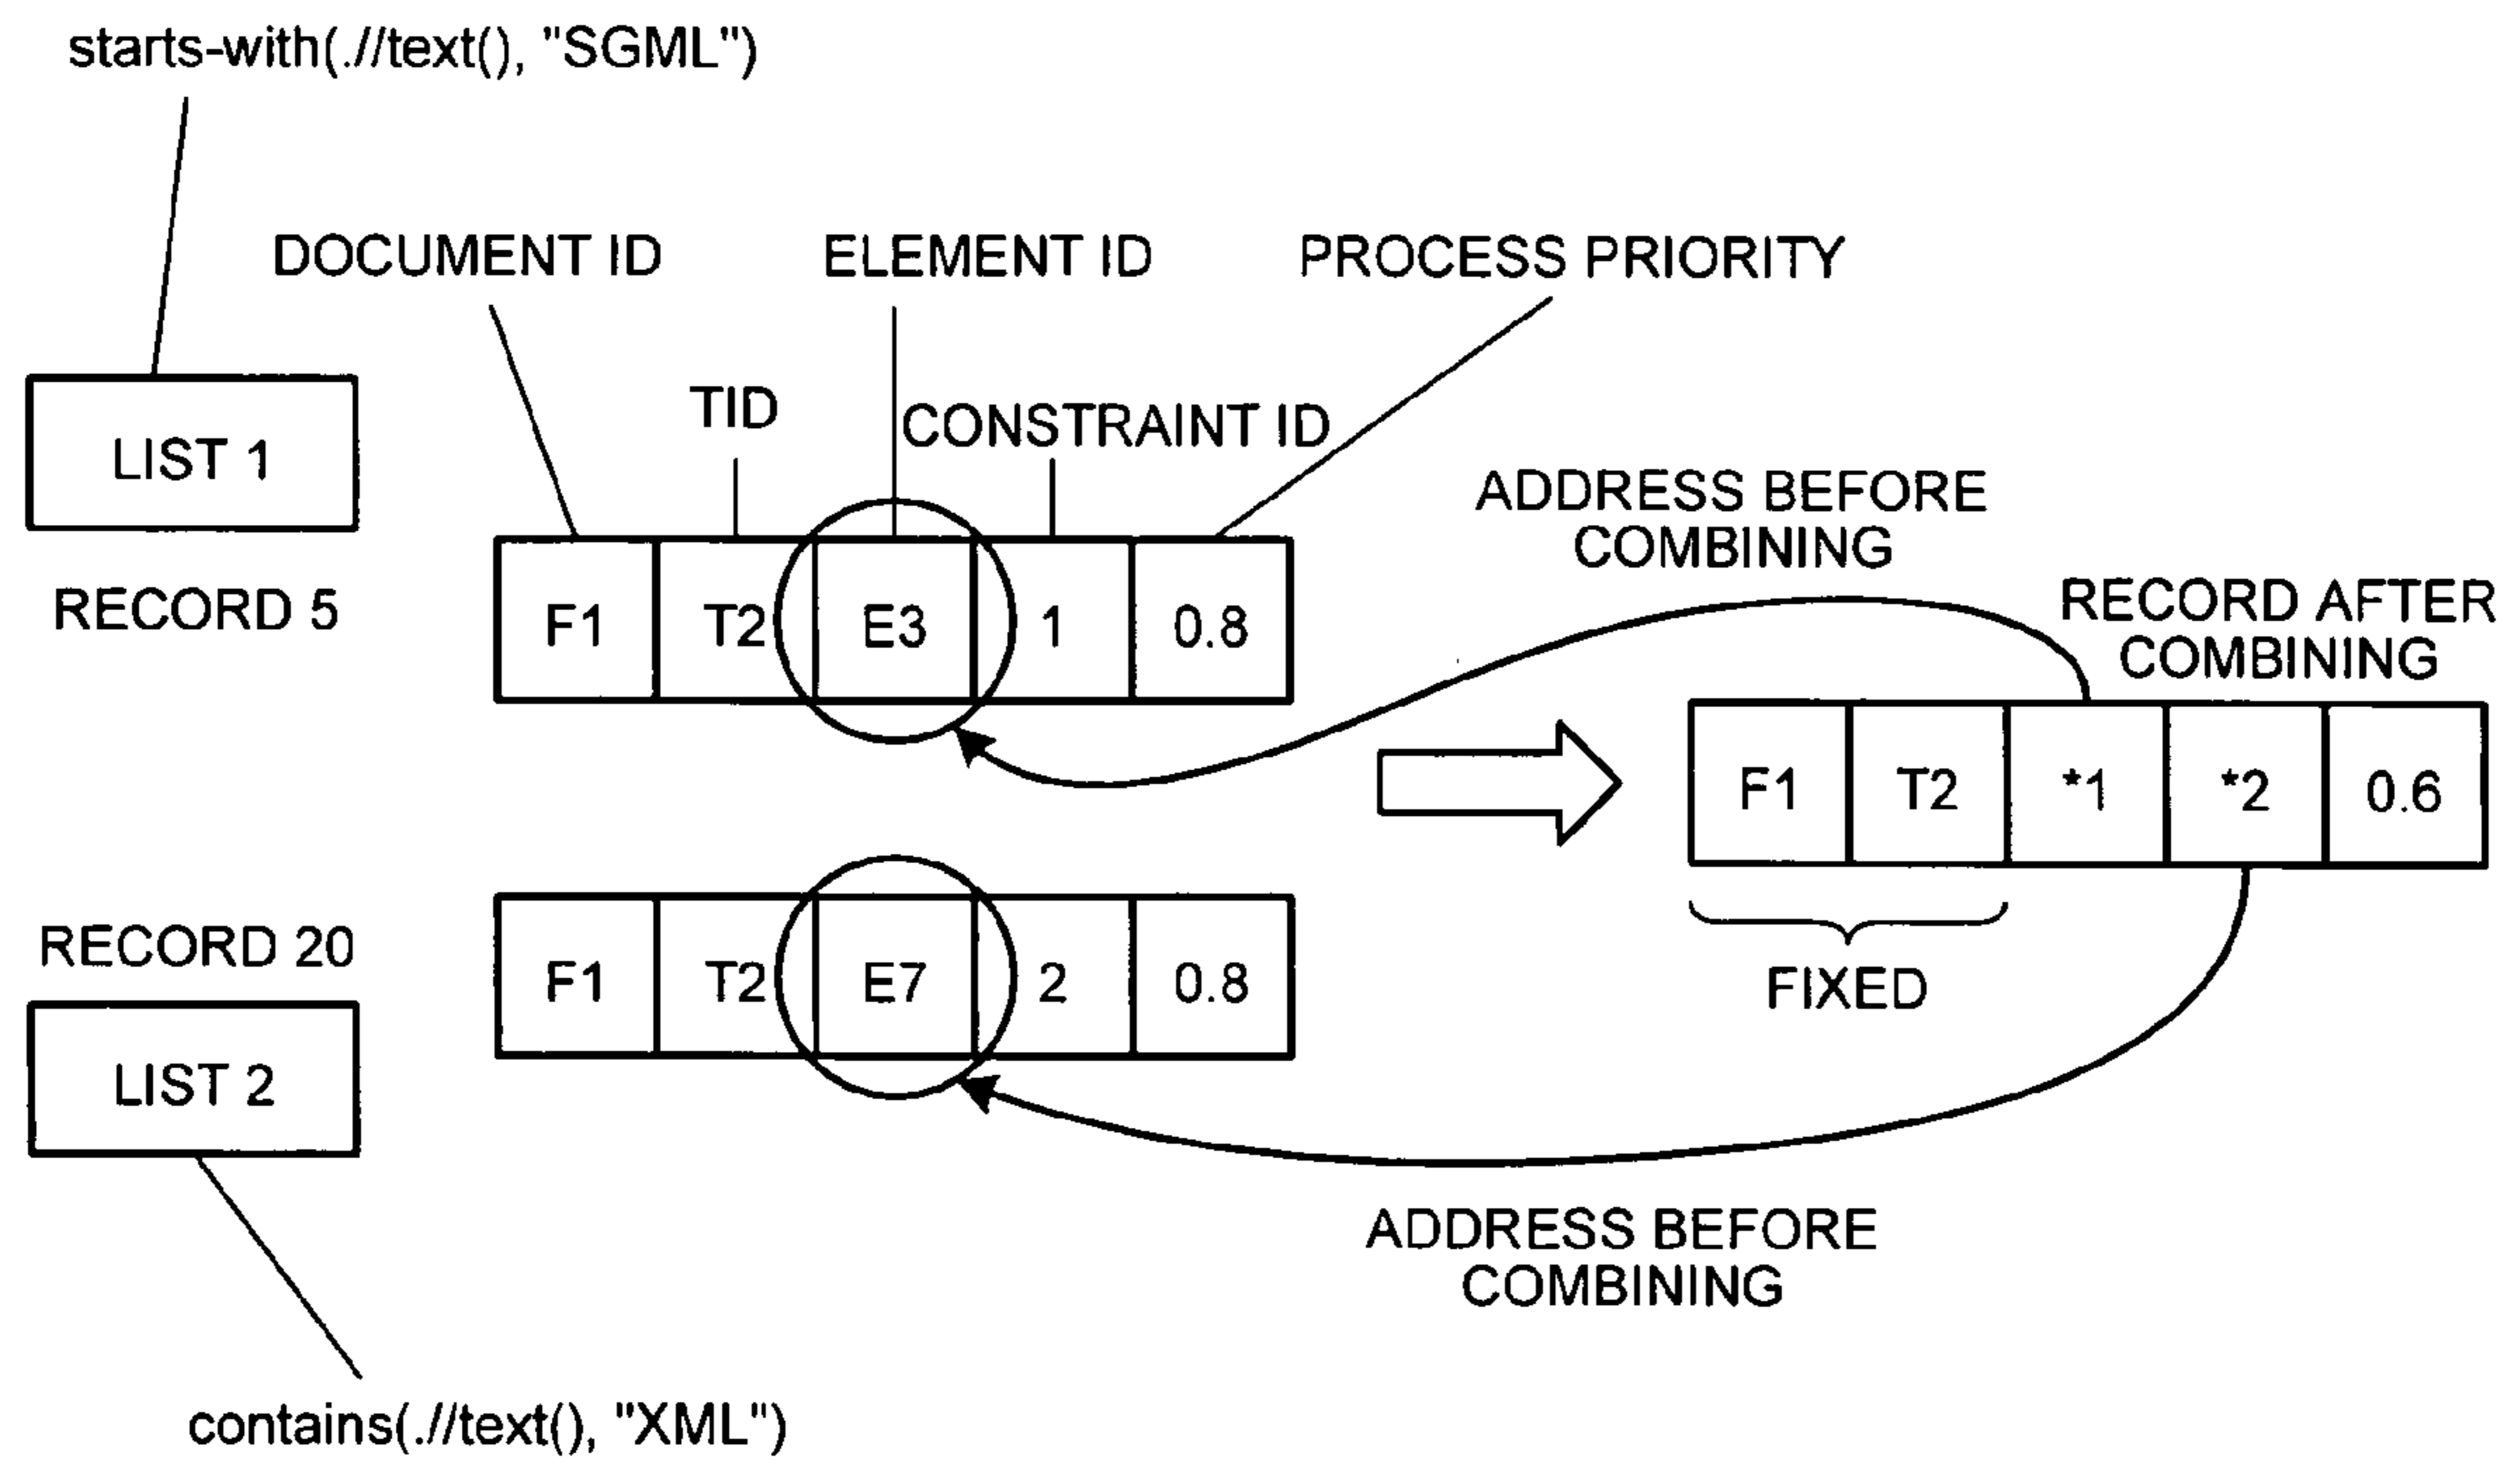 starts-with(.//text(), "SGML")
DOCUMENT ID
ELEMENT ID
PROCESS PRIORITY
TID
CONSTRAINT ID
LIST 1
RECORD 5
F1 T2 E3 1 0.8
ADDRESS BEFORE
COMBINING
RECORD AFTER
COMBINING
F1 T2 *1 *2 0.6
FIXED
RECORD 20
F1 T2 E7 2 0.8
LIST 2
ADDRESS BEFORE
COMBINING
contains(.//text(), "XML")